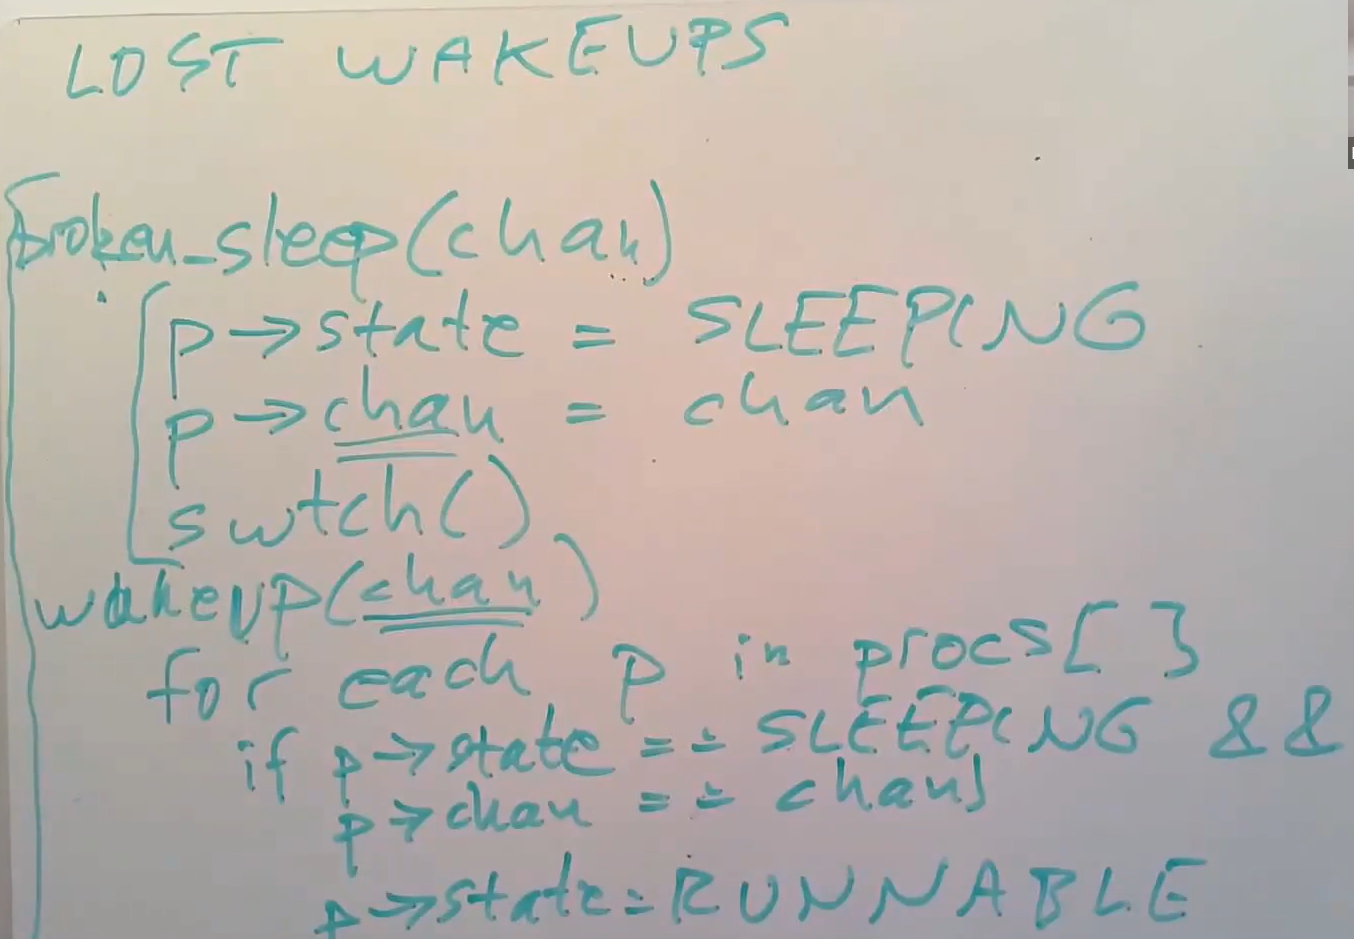 LOST WAKEUPS
broken_sleep(chan)
p->state = SLEEPING
p->chan = chan
swtch()
wakeup(chan)
for each p in procs[]
if p->state == SLEEPING &&
p->chan == chan)
p->state=RUNNABLE